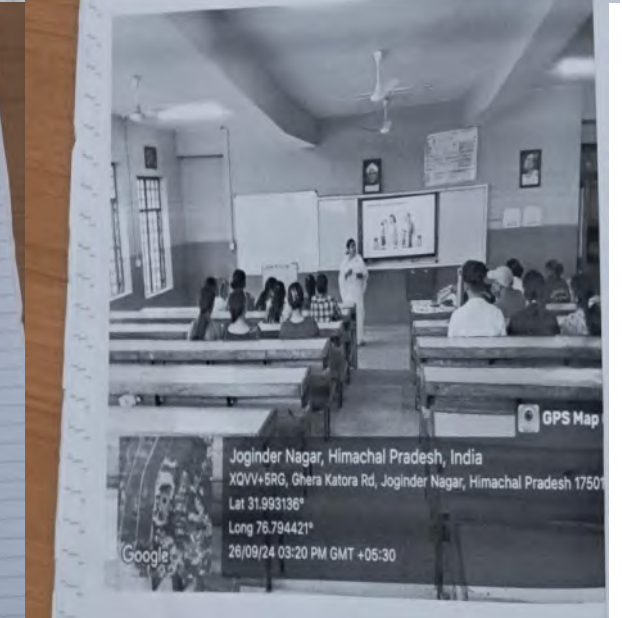 GPS Map
Joginder Nagar, Himachal Pradesh, India
XQVV+5RG, Ghera Katora Rd, Joginder Nagar, Himachal Pradesh 17501
Lat 31.993136°
Long 76.794421°
26/09/24 03:20 PM GMT +05:30
Google